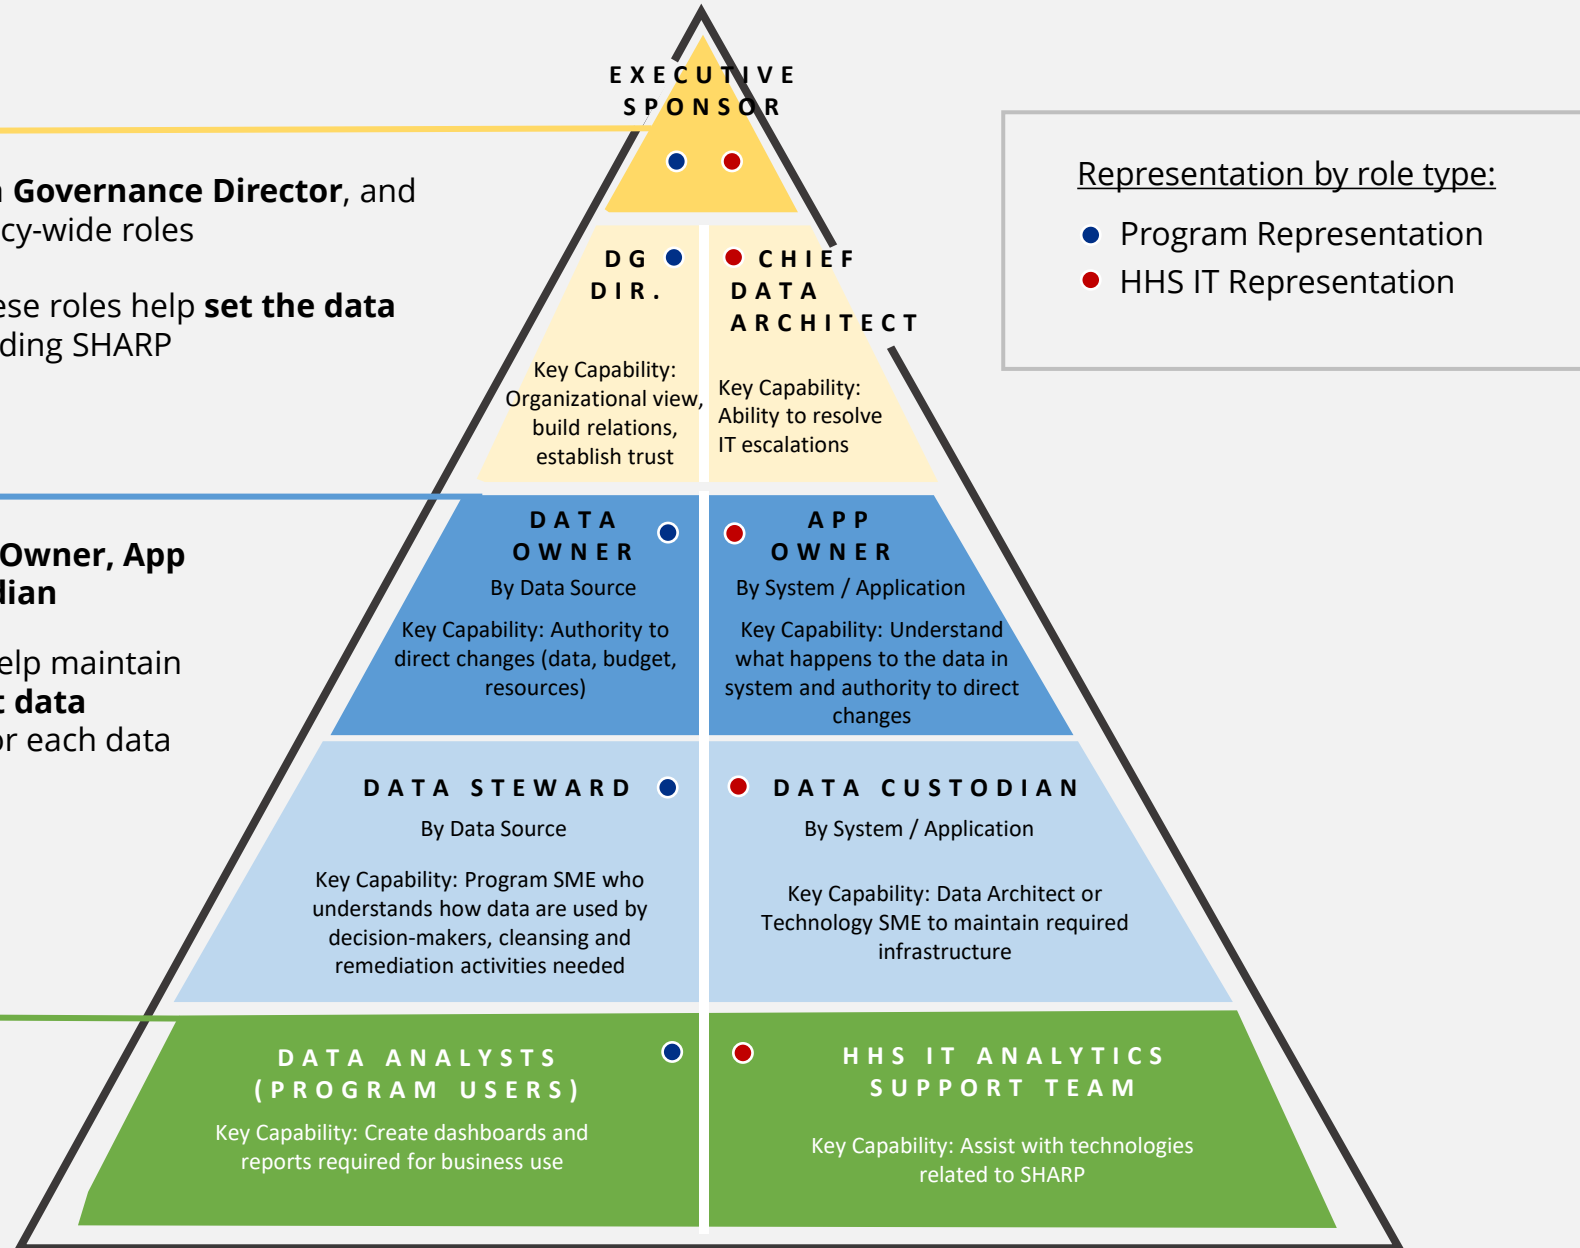 EXECUTIVE
SPONSOR
Governance Director, and
cy-wide roles
ese roles help set the data
ding SHARP
Representation by role type:
Program Representation
HHS IT Representation
DG
DIR.
Key Capability:
Organizational view,
build relations,
establish trust
CHIEF
DATA
ARCHITECT
Key Capability:
Ability to resolve
IT escalations
Owner, App
dian
elp maintain
t data
or each data
DATA
OWNER
By Data Source
Key Capability: Authority to
direct changes (data, budget,
resources)
APP
OWNER
By System / Application
Key Capability: Understand
what happens to the data in
system and authority to direct
changes
DATA STEWARD
By Data Source
Key Capability: Program SME who
understands how data are used by
decision-makers, cleansing and
remediation activities needed
DATA CUSTODIAN
By System / Application
Key Capability: Data Architect or
Technology SME to maintain required
infrastructure
DATA ANALYSTS
(PROGRAM USERS)
Key Capability: Create dashboards and
reports required for business use
HHS IT ANALYTICS
SUPPORT TEAM
Key Capability: Assist with technologies
related to SHARP